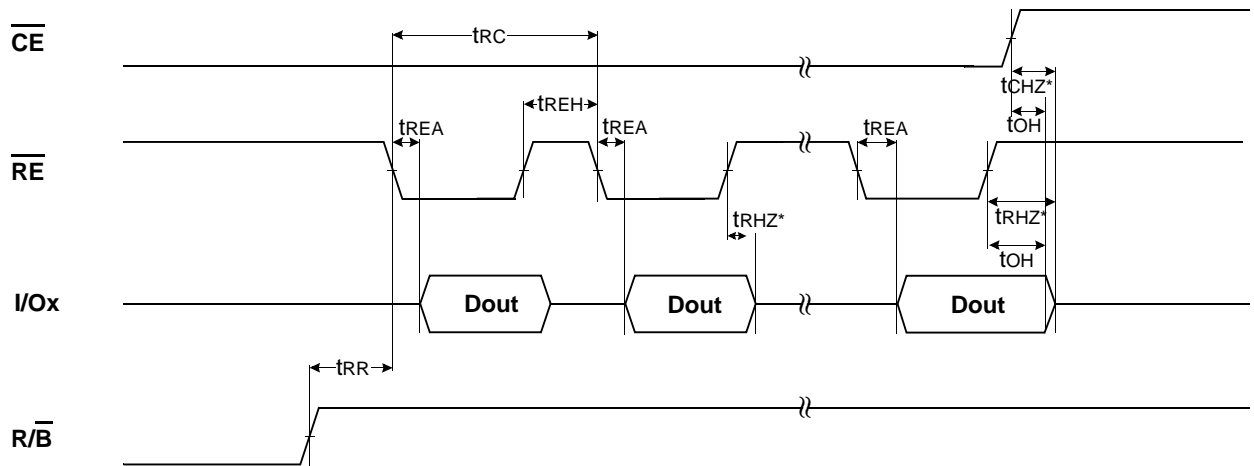 CE
tRC
tCHZ*
tREH
tOH
tREA
tREA
tREA
RE
tRHZ*
tRHZ*
tOH
I/Ox
Dout
Dout
Dout
tRR
R/B